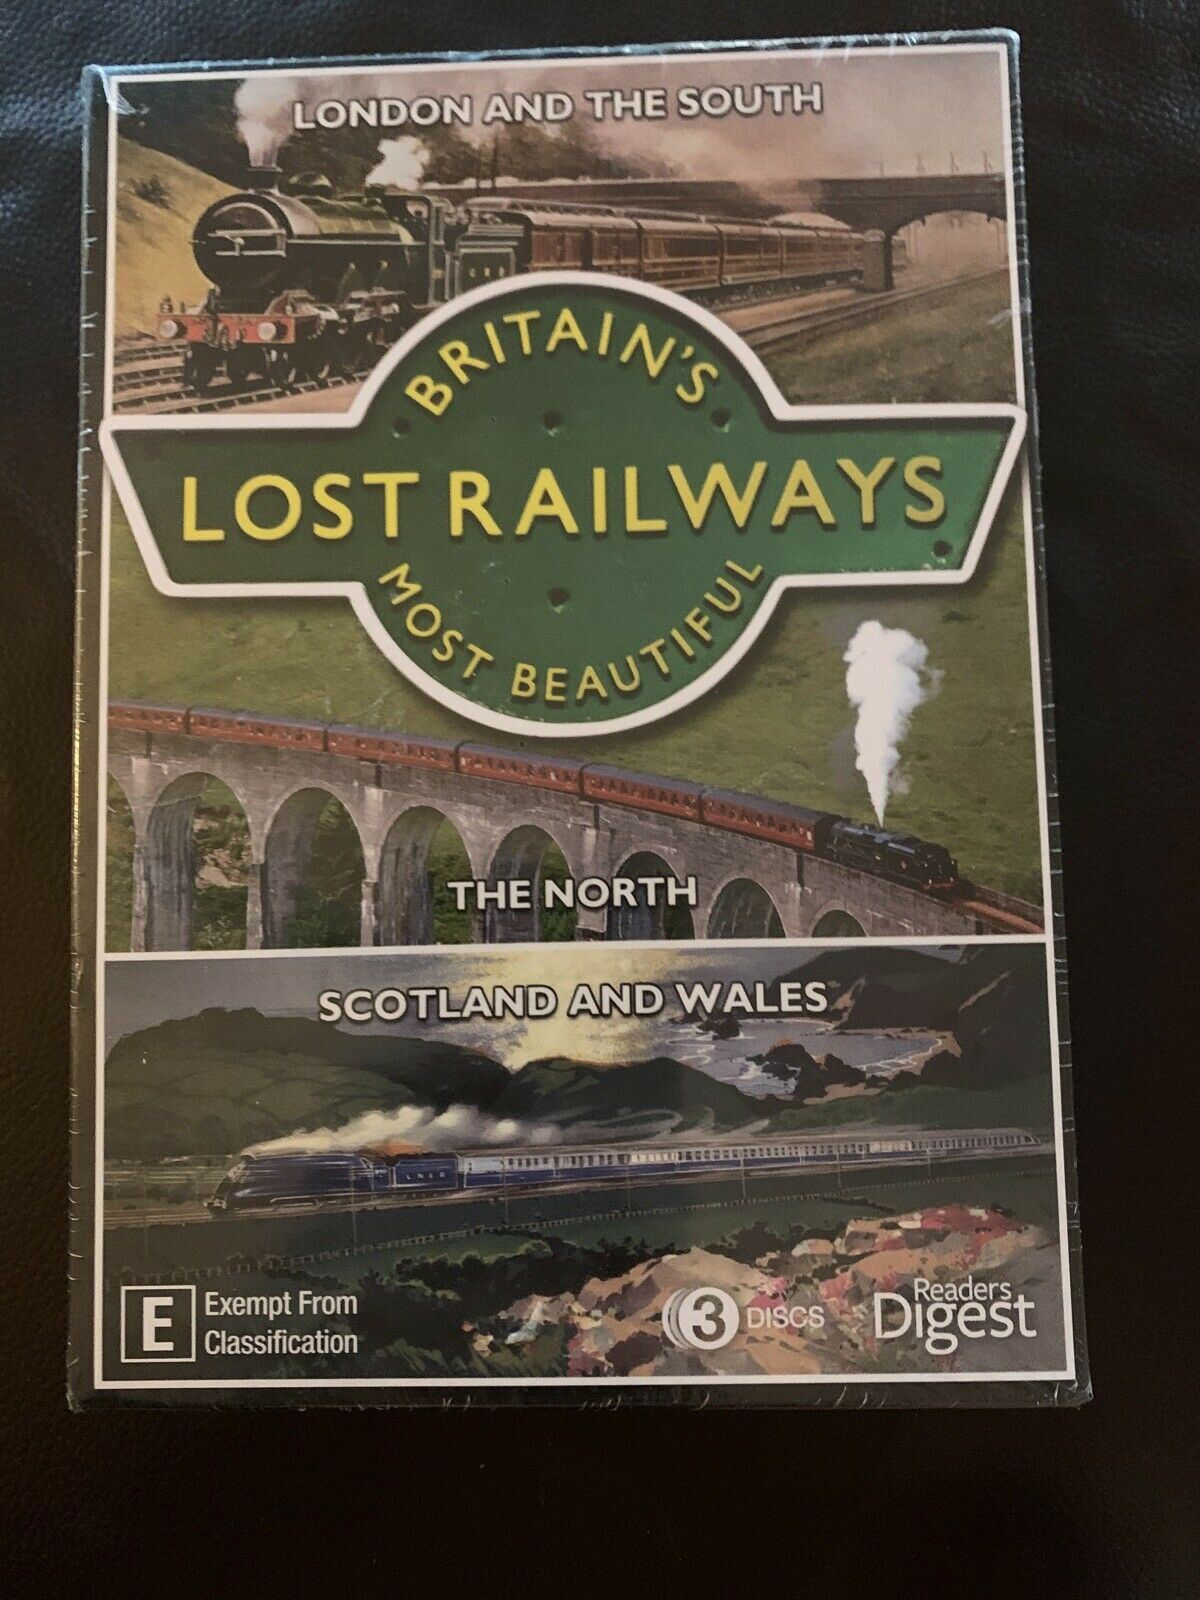 LONDON AND THE SOUTH
BRITAIN'S
LOST RAILWAYS
MOST BEAUTIFUL
THE NORTH
SCOTLAND AND WALES
L N E R
E
Exempt From
Classification
3 DISCS
Readers
Digest